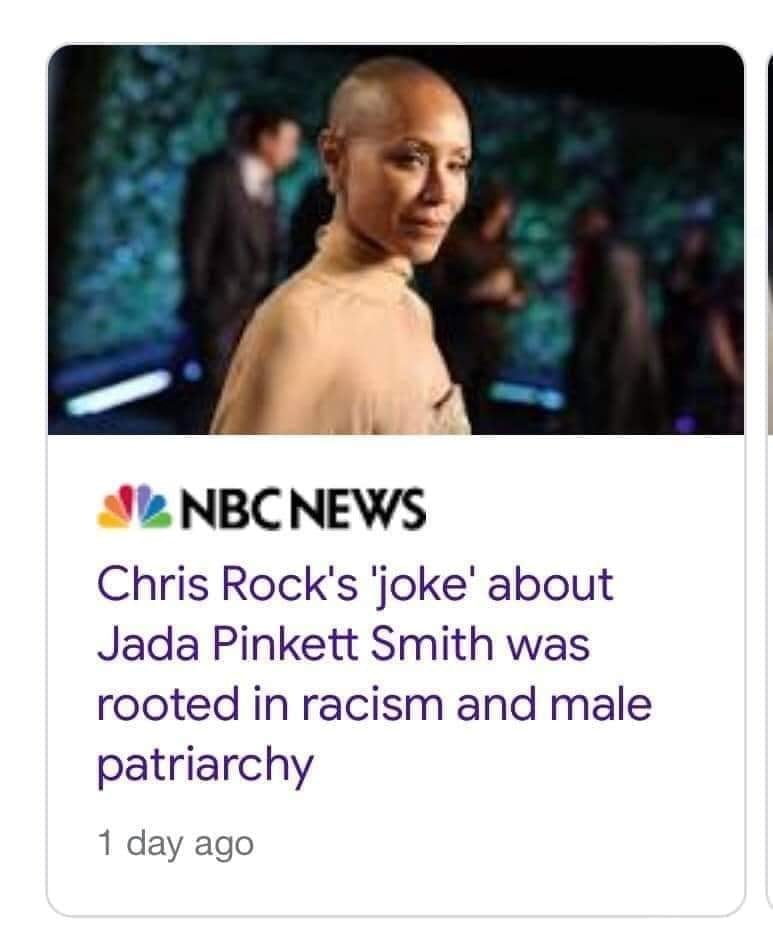 NBC NEWS
Chris Rock's 'joke' about
Jada Pinkett Smith was
rooted in racism and male
patriarchy
1 day ago